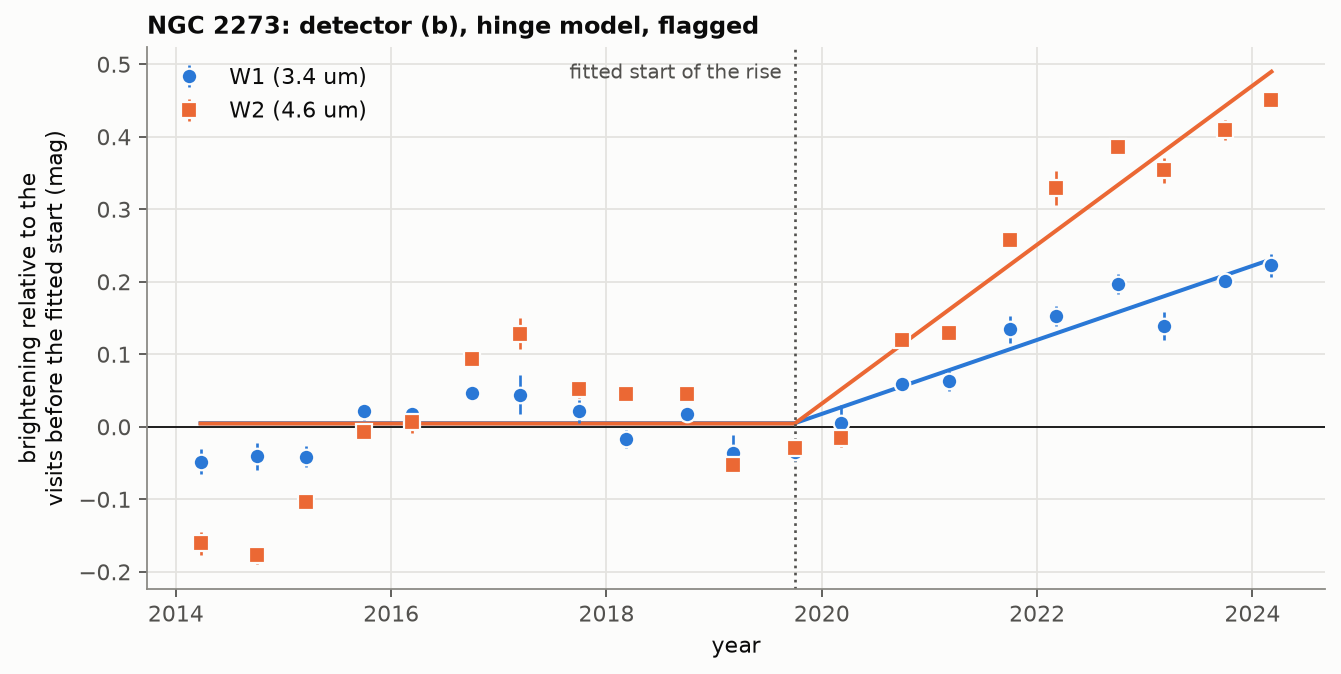 NGC 2273: detector (b), hinge model, flagged
brightening relative to the
visits before the fitted start (mag)
0.5
0.4
0.3
0.2
0.1
0.0
−0.1
−0.2
W1 (3.4 um)
W2 (4.6 um)
fitted start of the rise
2014 2016 2018 2020 2022 2024
year